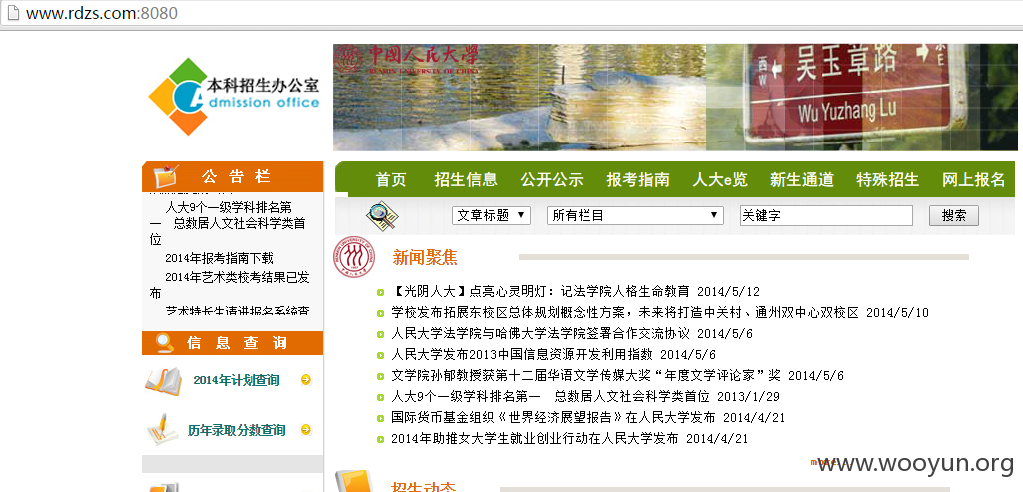 www.rdzs.com:8080
本科招生办公室
dmission office
中国人民大学
RENMIN UNIVERSITY OF CHINA
西
W
吴玉章路
东
E
Wu Yuzhang Lu
公 告 栏
首页 招生信息 公开公示 报考指南 人大e览 新生通道 特殊招生 网上报名
人大9个一级学科排名第
一 总数居人文社会科学类首
位
2014年报考指南下载
2014年艺术类校考结果已发
布
艺术特长生请进报名系统查
文章标题 所有栏目 关键字 搜索
新闻聚焦
【光阴人大】点亮心灵明灯：记法学院人格生命教育 2014/5/12
学校发布拓展东校区总体规划概念性方案，未来将打造中关村、通州双中心双校区 2014/5/10
人民大学法学院与哈佛大学法学院签署合作交流协议 2014/5/6
人民大学发布2013中国信息资源开发利用指数 2014/5/6
文学院孙郁教授获第十二届华语文学传媒大奖“年度文学评论家”奖 2014/5/6
人大9个一级学科排名第一 总数居人文社会科学类首位 2013/1/29
国际货币基金组织《世界经济展望报告》在人民大学发布 2014/4/21
2014年助推女大学生就业创业行动在人民大学发布 2014/4/21
信 息 查 询
2014年计划查询
历年录取分数查询
www.wooyun.org
招生动态